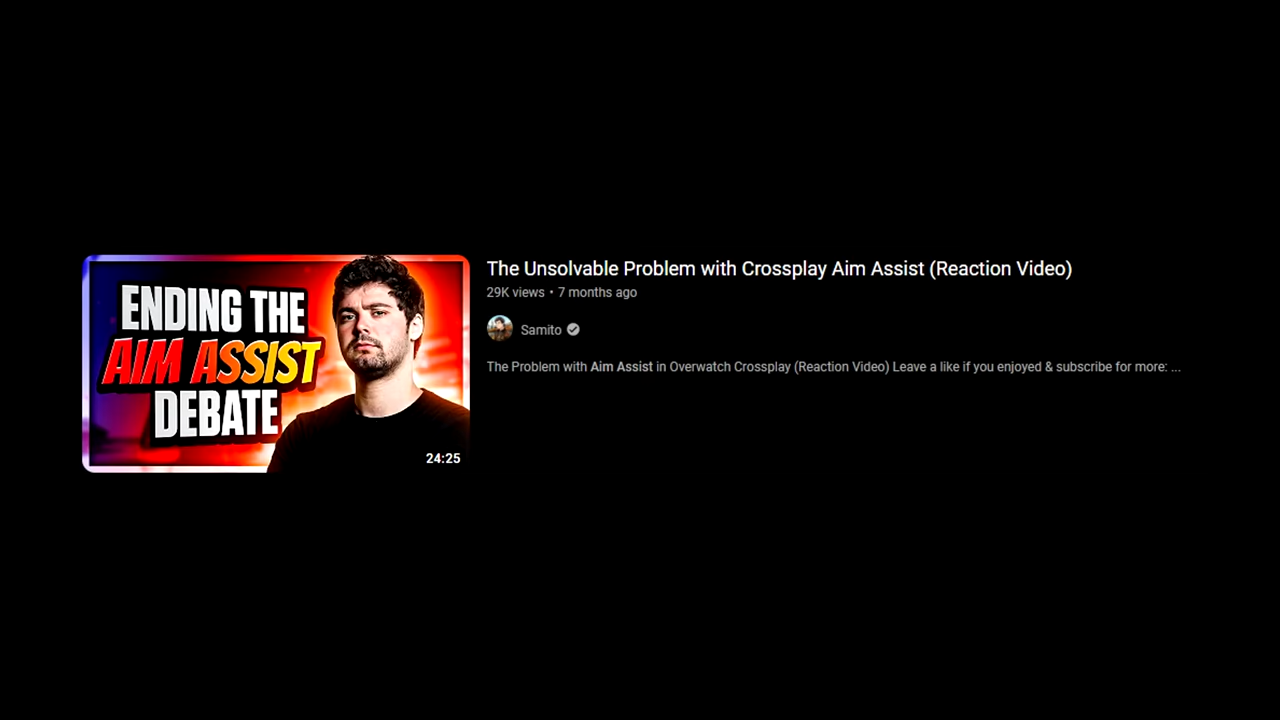 ENDING THE
AIM ASSIST
DEBATE
24:25
The Unsolvable Problem with Crossplay Aim Assist (Reaction Video)
29K views • 7 months ago
Samito
The Problem with Aim Assist in Overwatch Crossplay (Reaction Video) Leave a like if you enjoyed & subscribe for more: ...